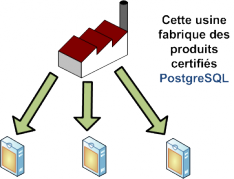 Cette usine
fabrique des
produits
certifiés
PostgreSQL